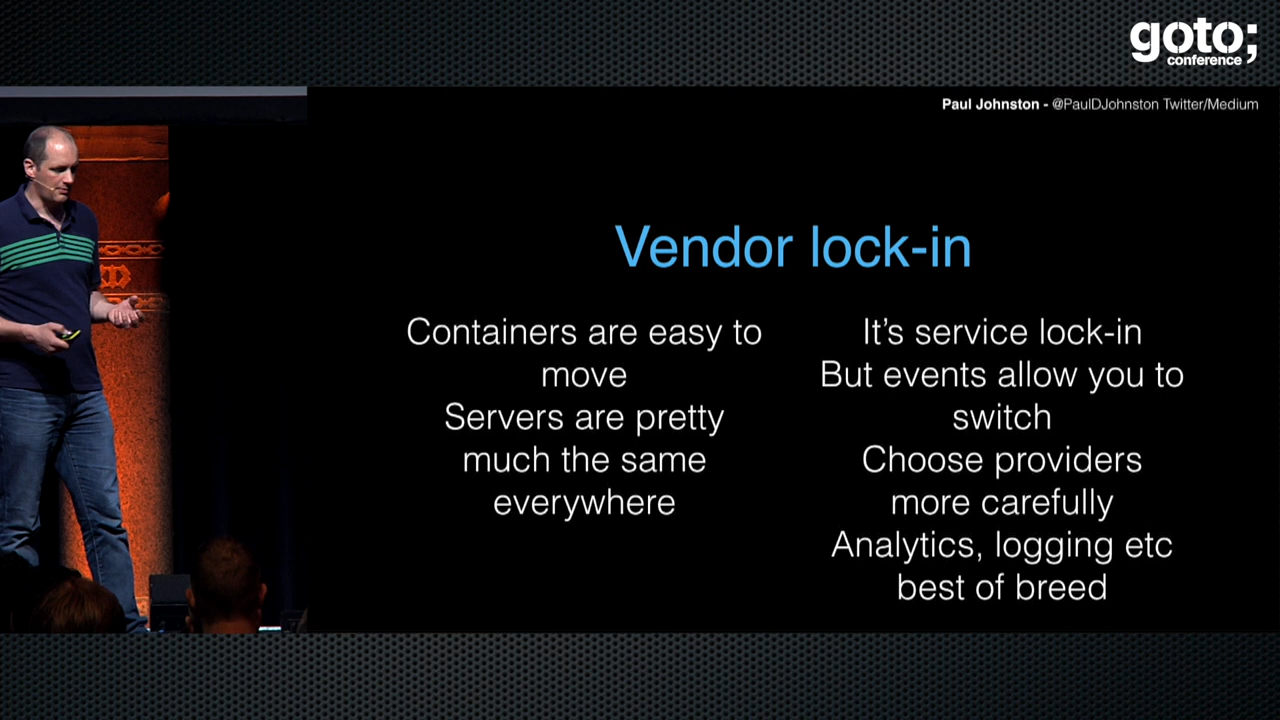 goto;
conference
Paul Johnston - @PaulDJohnston Twitter/Medium
Vendor lock-in
Containers are easy to
move
Servers are pretty
much the same
everywhere
It's service lock-in
But events allow you to
switch
Choose providers
more carefully
Analytics, logging etc
best of breed